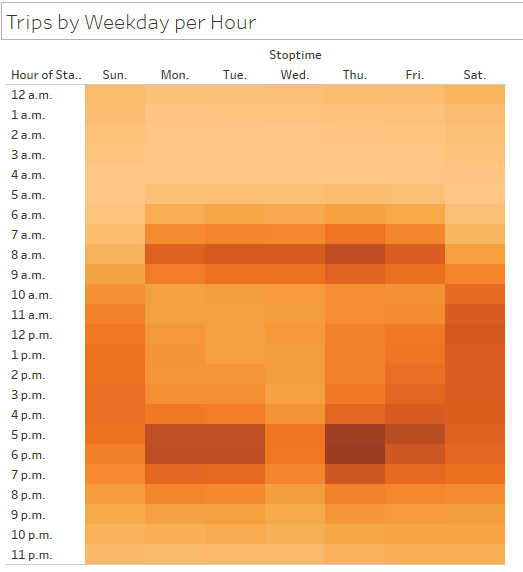 Trips by Weekday per Hour
Stoptime
Hour of Sta.. Sun. Mon. Tue. Wed. Thu. Fri. Sat.
12 a.m.
1 a.m.
2 a.m.
3 a.m.
4 a.m.
5 a.m.
6 a.m.
7 a.m.
8 a.m.
9 a.m.
10 a.m.
11 a.m.
12 p.m.
1 p.m.
2 p.m.
3 p.m.
4 p.m.
5 p.m.
6 p.m.
7 p.m.
8 p.m.
9 p.m.
10 p.m.
11 p.m.